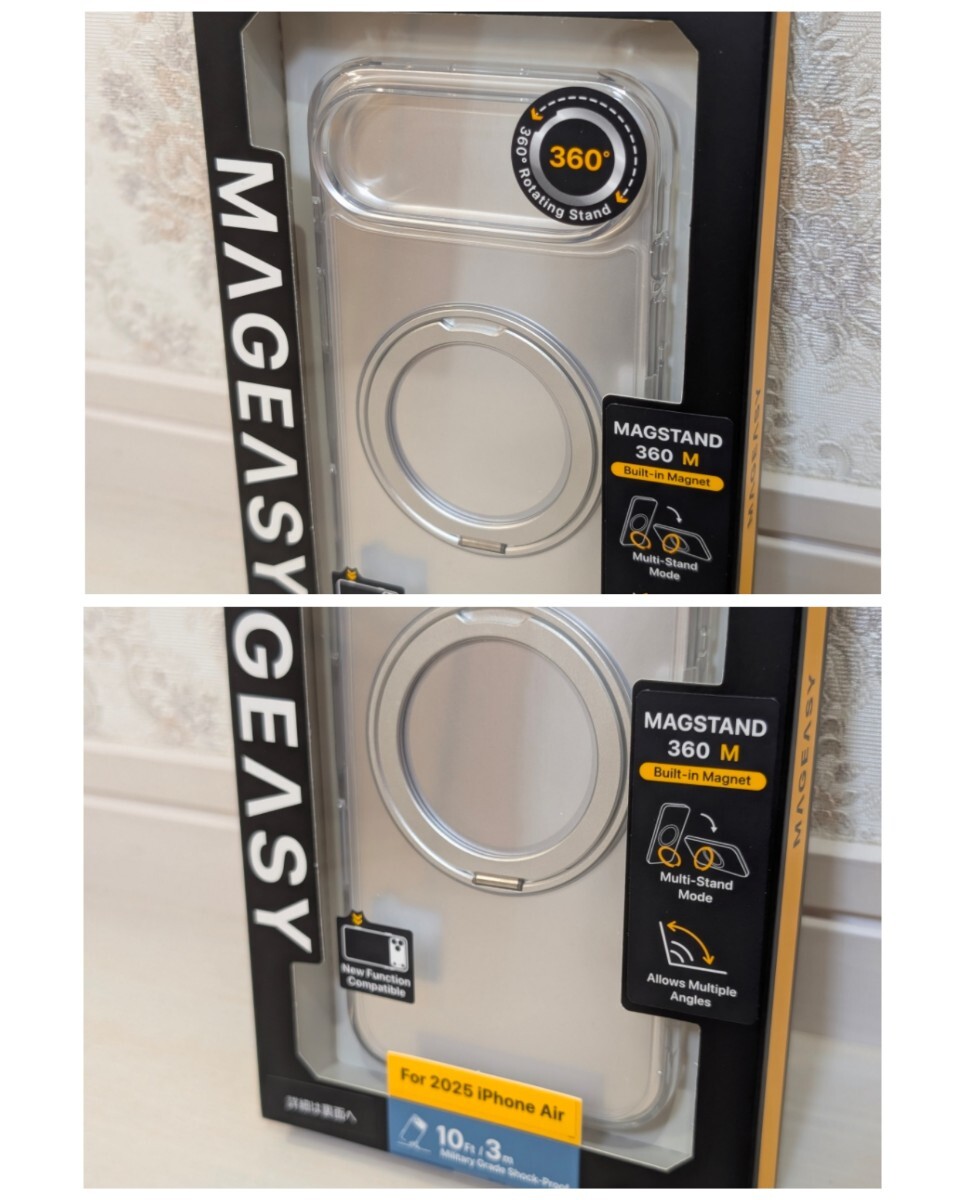 MAGEASY
360°
360° Rotating Stand
MAGSTAND
360 M
Built-in Magnet
Multi-Stand
Mode
MAGEASY
GEASY
MAGSTAND
360 M
Built-in Magnet
Multi-Stand
Mode
Allows Multiple
Angles
MAGEASY
New Function
Compatible
For 2025 iPhone Air
10Ft / 3m
Military Grade Shock-Proof
詳細は裏面へ